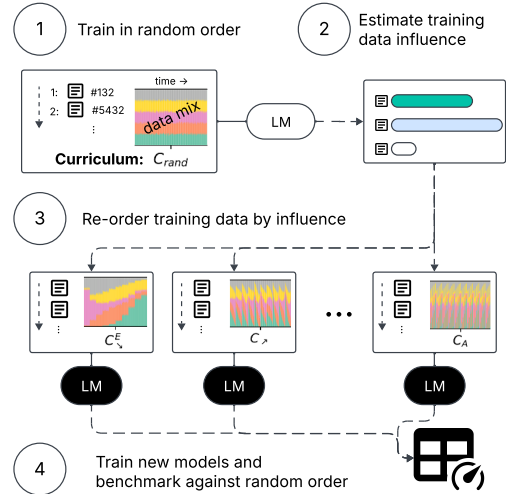 1
Train in random order
2
Estimate training
data influence
1: #132
2: #5432
⋮
time →
data mix
Curriculum: C_rand
LM
3
Re-order training data by influence
⋮
C^E_↘
⋮
C_↗
...
⋮
C_A
LM
LM
LM
4
Train new models and
benchmark against random order